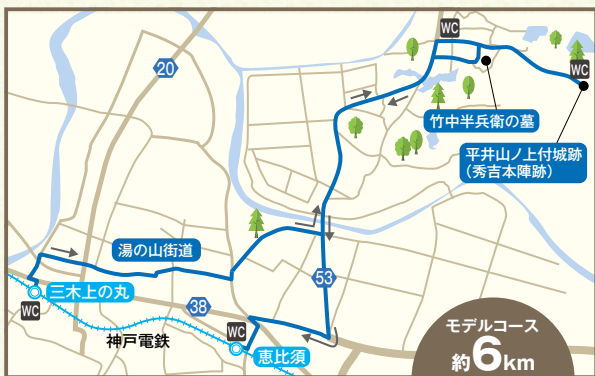 WC
20
WC
竹中半兵衛の墓
平井山ノ上付城跡
(秀吉本陣跡)
湯の山街道
53
三木上の丸
38
WC
神戸電鉄
WC
恵比須
モデルコース
約6km